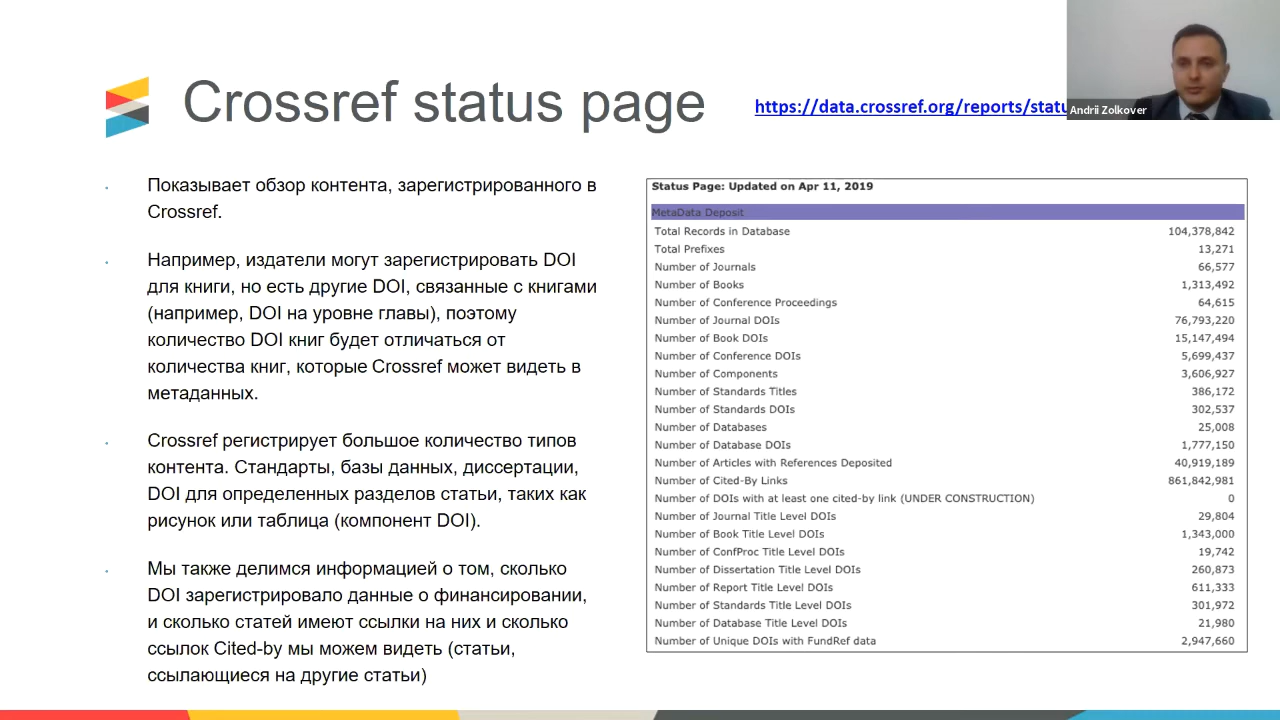 Crossref status page
https://data.crossref.org/reports/statu
Andrii Zolkover
Показывает обзор контента, зарегистрированного в
Crossref.
Например, издатели могут зарегистрировать DOI
для книги, но есть другие DOI, связанные с книгами
(например, DOI на уровне главы), поэтому
количество DOI книг будет отличаться от
количества книг, которые Crossref может видеть в
метаданных.
Crossref регистрирует большое количество типов
контента. Стандарты, базы данных, диссертации,
DOI для определенных разделов статьи, таких как
рисунок или таблица (компонент DOI).
Мы также делимся информацией о том, сколько
DOI зарегистрировало данные о финансировании,
и сколько статей имеют ссылки на них и сколько
ссылок Cited-by мы можем видеть (статьи,
ссылающиеся на другие статьи)
Status Page: Updated on Apr 11, 2019
MetaData Deposit
Total Records in Database 104,378,842
Total Prefixes 13,271
Number of Journals 66,577
Number of Books 1,313,492
Number of Conference Proceedings 64,615
Number of Journal DOIs 76,793,220
Number of Book DOIs 15,147,494
Number of Conference DOIs 5,699,437
Number of Components 3,606,927
Number of Standards Titles 386,172
Number of Standards DOIs 302,537
Number of Databases 25,008
Number of Database DOIs 1,777,150
Number of Articles with References Deposited 40,919,189
Number of Cited-By Links 861,842,981
Number of DOIs with at least one cited-by link (UNDER CONSTRUCTION) 0
Number of Journal Title Level DOIs 29,804
Number of Book Title Level DOIs 1,343,000
Number of ConfProc Title Level DOIs 19,742
Number of Dissertation Title Level DOIs 260,873
Number of Report Title Level DOIs 611,333
Number of Standards Title Level DOIs 301,972
Number of Database Title Level DOIs 21,980
Number of Unique DOIs with FundRef data 2,947,660